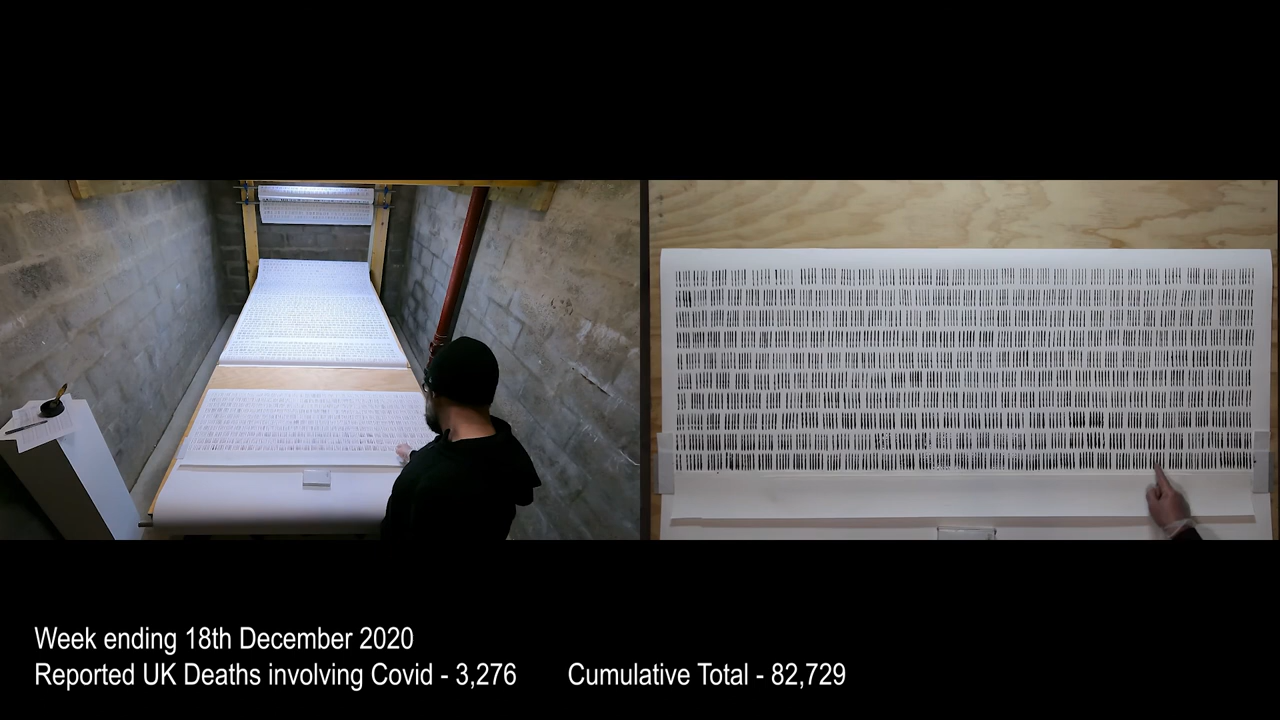 Week ending 18th December 2020
Reported UK Deaths involving Covid - 3,276 Cumulative Total - 82,729